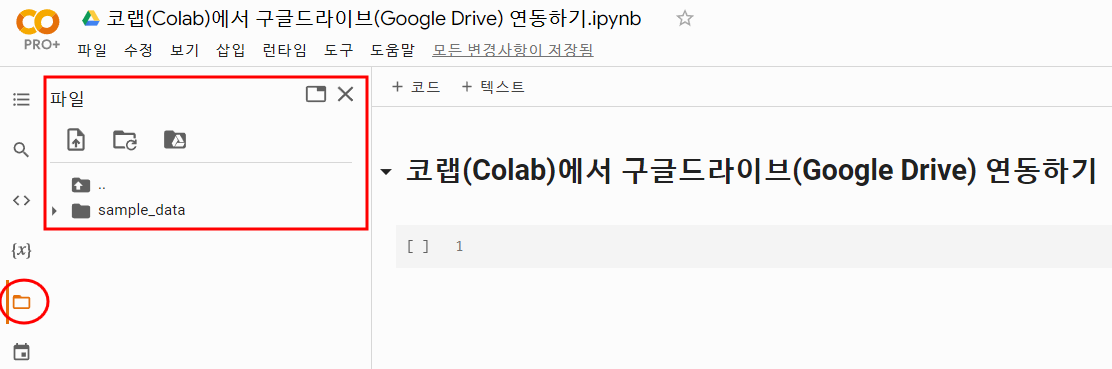 CO
PRO+
코랩(Colab)에서 구글드라이브(Google Drive) 연동하기.ipynb
파일 수정 보기 삽입 런타임 도구 도움말 모든 변경사항이 저장됨
파일
+ 코드 + 텍스트
..
sample_data
{x}
코랩(Colab)에서 구글드라이브(Google Drive) 연동하기
[ ] 1